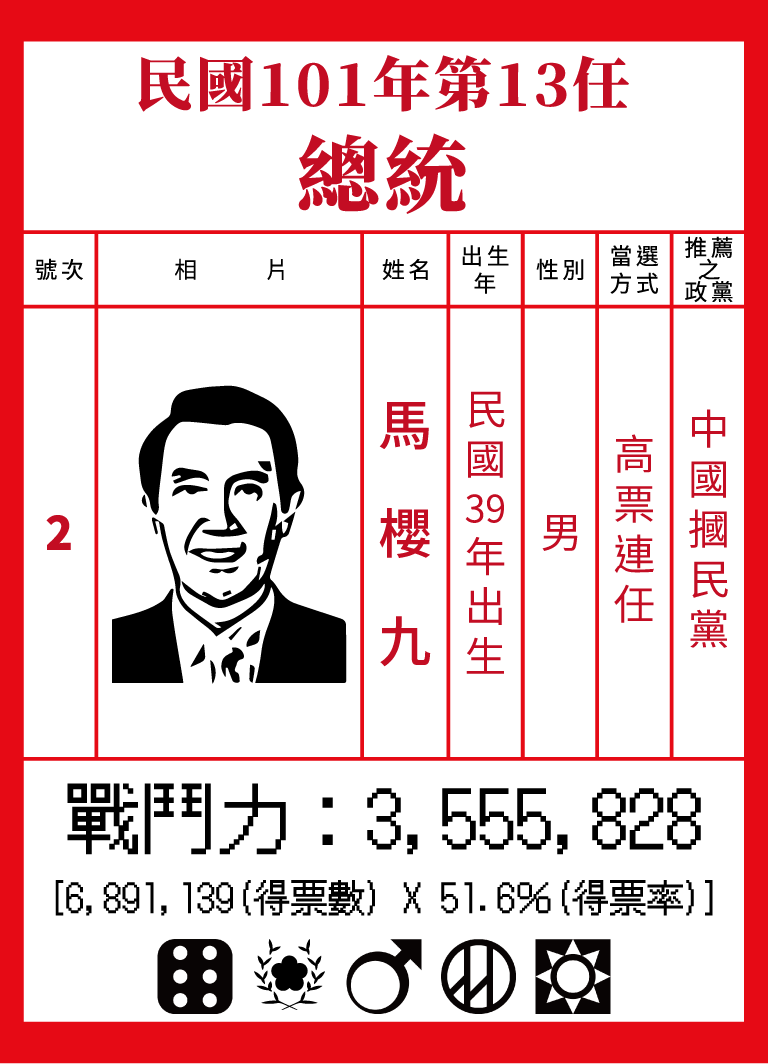 民國101年第13任
總統
號次
相片
姓名
出生
年
性別
當選
方式
推薦
之
政黨
2
馬櫻九
民國39年出生
男
高票連任
中國摑民黨
戰鬥力：3,555,828
[6,891,139(得票數) X 51.6%(得票率)]